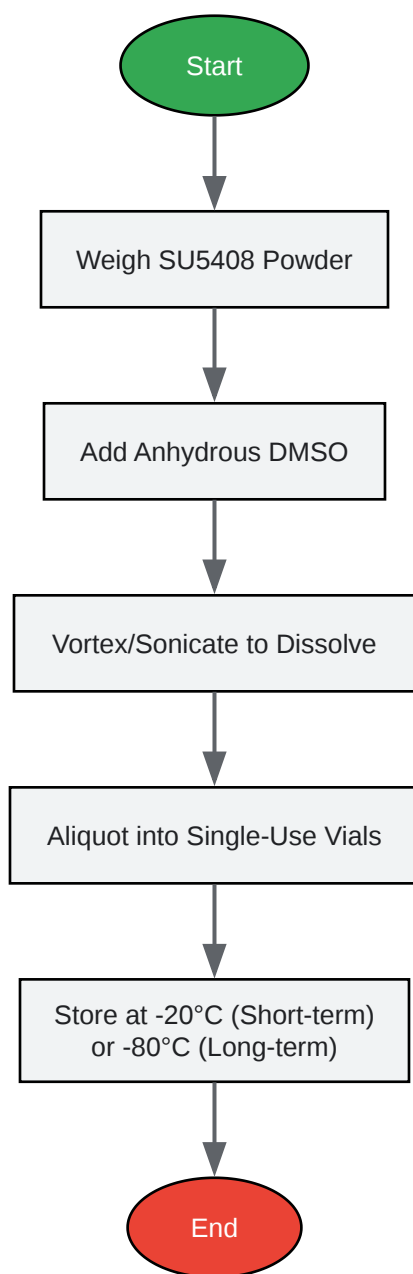 Start
Weigh SU5408 Powder
Add Anhydrous DMSO
Vortex/Sonicate to Dissolve
Aliquot into Single-Use Vials
Store at -20°C (Short-term)
or -80°C (Long-term)
End